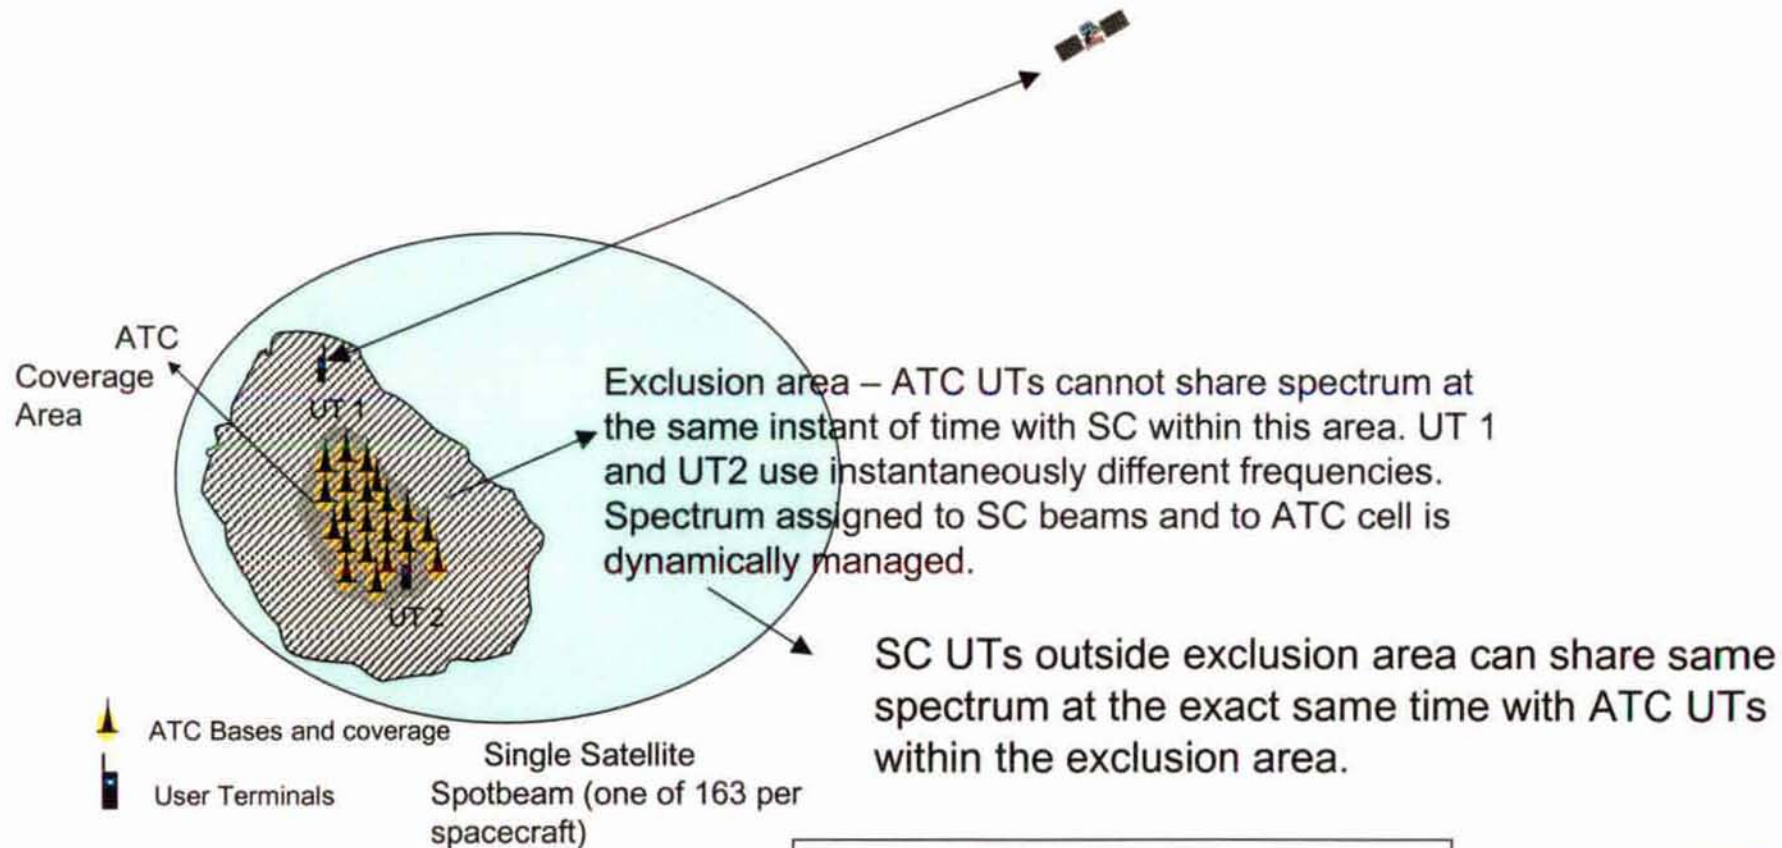 ATC
Coverage
Area
UT 1
Exclusion area – ATC UTs cannot share spectrum at
the same instant of time with SC within this area. UT 1
and UT2 use instantaneously different frequencies.
Spectrum assigned to SC beams and to ATC cell is
dynamically managed.
UT 2
SC UTs outside exclusion area can share same
spectrum at the exact same time with ATC UTs
within the exclusion area.
ATC Bases and coverage
User Terminals
Single Satellite
Spotbeam (one of 163 per
spacecraft)